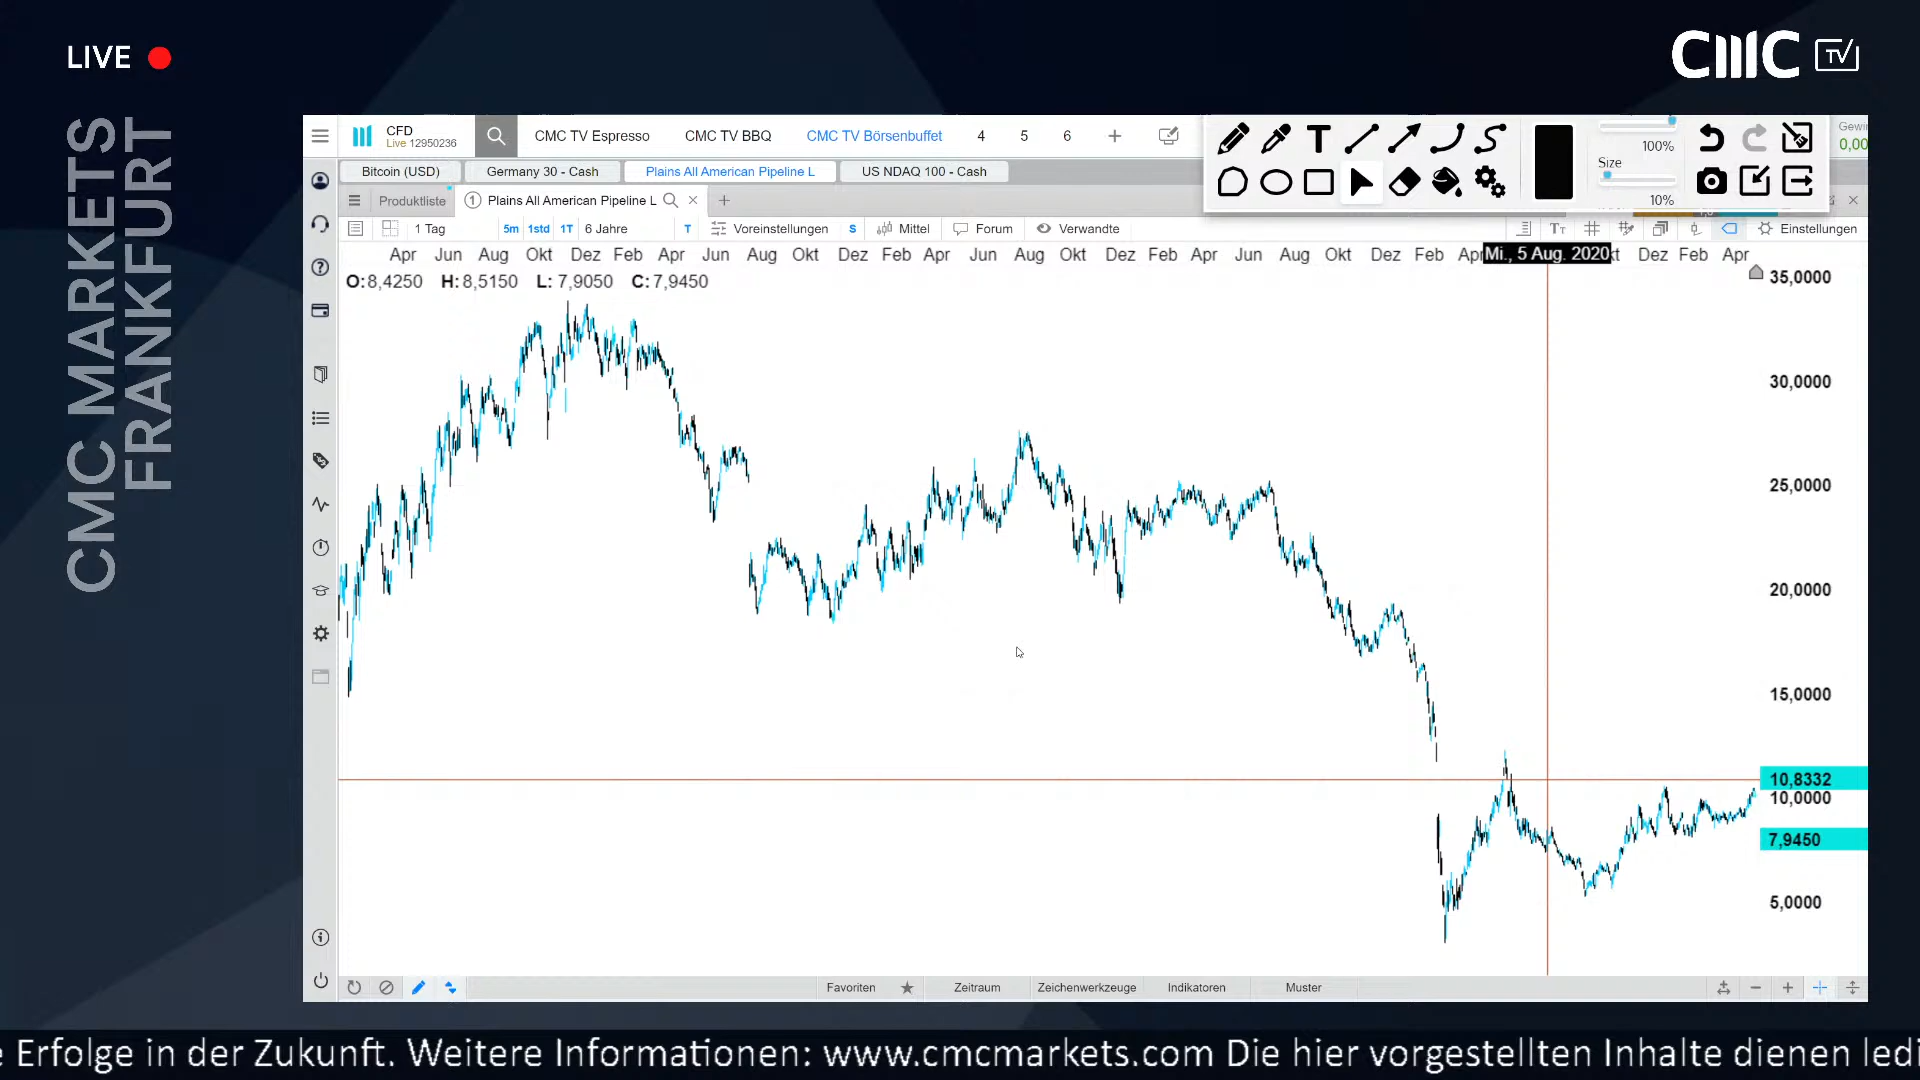 LIVE
CMC TV
CMC MARKETS
FRANKFURT
CFD
Live 12950236
CMC TV Espresso
CMC TV BBQ
CMC TV Börsenbuffet
4
5
6
100%
Size
10%
0,00
Bitcoin (USD)
Germany 30 - Cash
Plains All American Pipeline L
US NDAQ 100 - Cash
Produktliste
1 Plains All American Pipeline L
1 Tag
5m
1std
1T
6 Jahre
T
Voreinstellungen
S
Mittel
Forum
Verwandte
Einstellungen
Apr Jun Aug Okt Dez Feb Apr Jun Aug Okt Dez Feb Apr Jun Aug Okt Dez Feb Apr Jun Okt Dez Feb Apr Mi., 5 Aug. 2020 Dez Feb Apr
O:8,4250 H:8,5150 L: 7,9050 C:7,9450
35,0000
30,0000
25,0000
20,0000
15,0000
10,8332
10,0000
7,9450
5,0000
Favoriten
Zeitraum
Zeichenwerkzeuge
Indikatoren
Muster
e Erfolge in der Zukunft. Weitere Informationen: www.cmcmarkets.com Die hier vorgestellten Inhalte dienen ledi